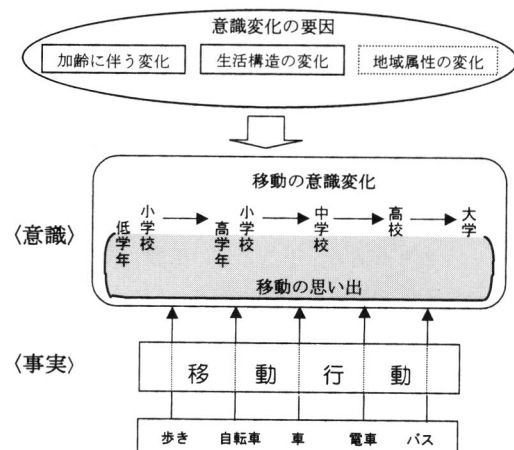 意識変化の要因
加齢に伴う変化 生活構造の変化 地域属性の変化
移動の意識変化
〈意識〉
小学校
低学年
小学校
高学年
中学校
高校
大学
移動の思い出
〈事実〉
移動行動
歩き 自転車 車 電車 バス